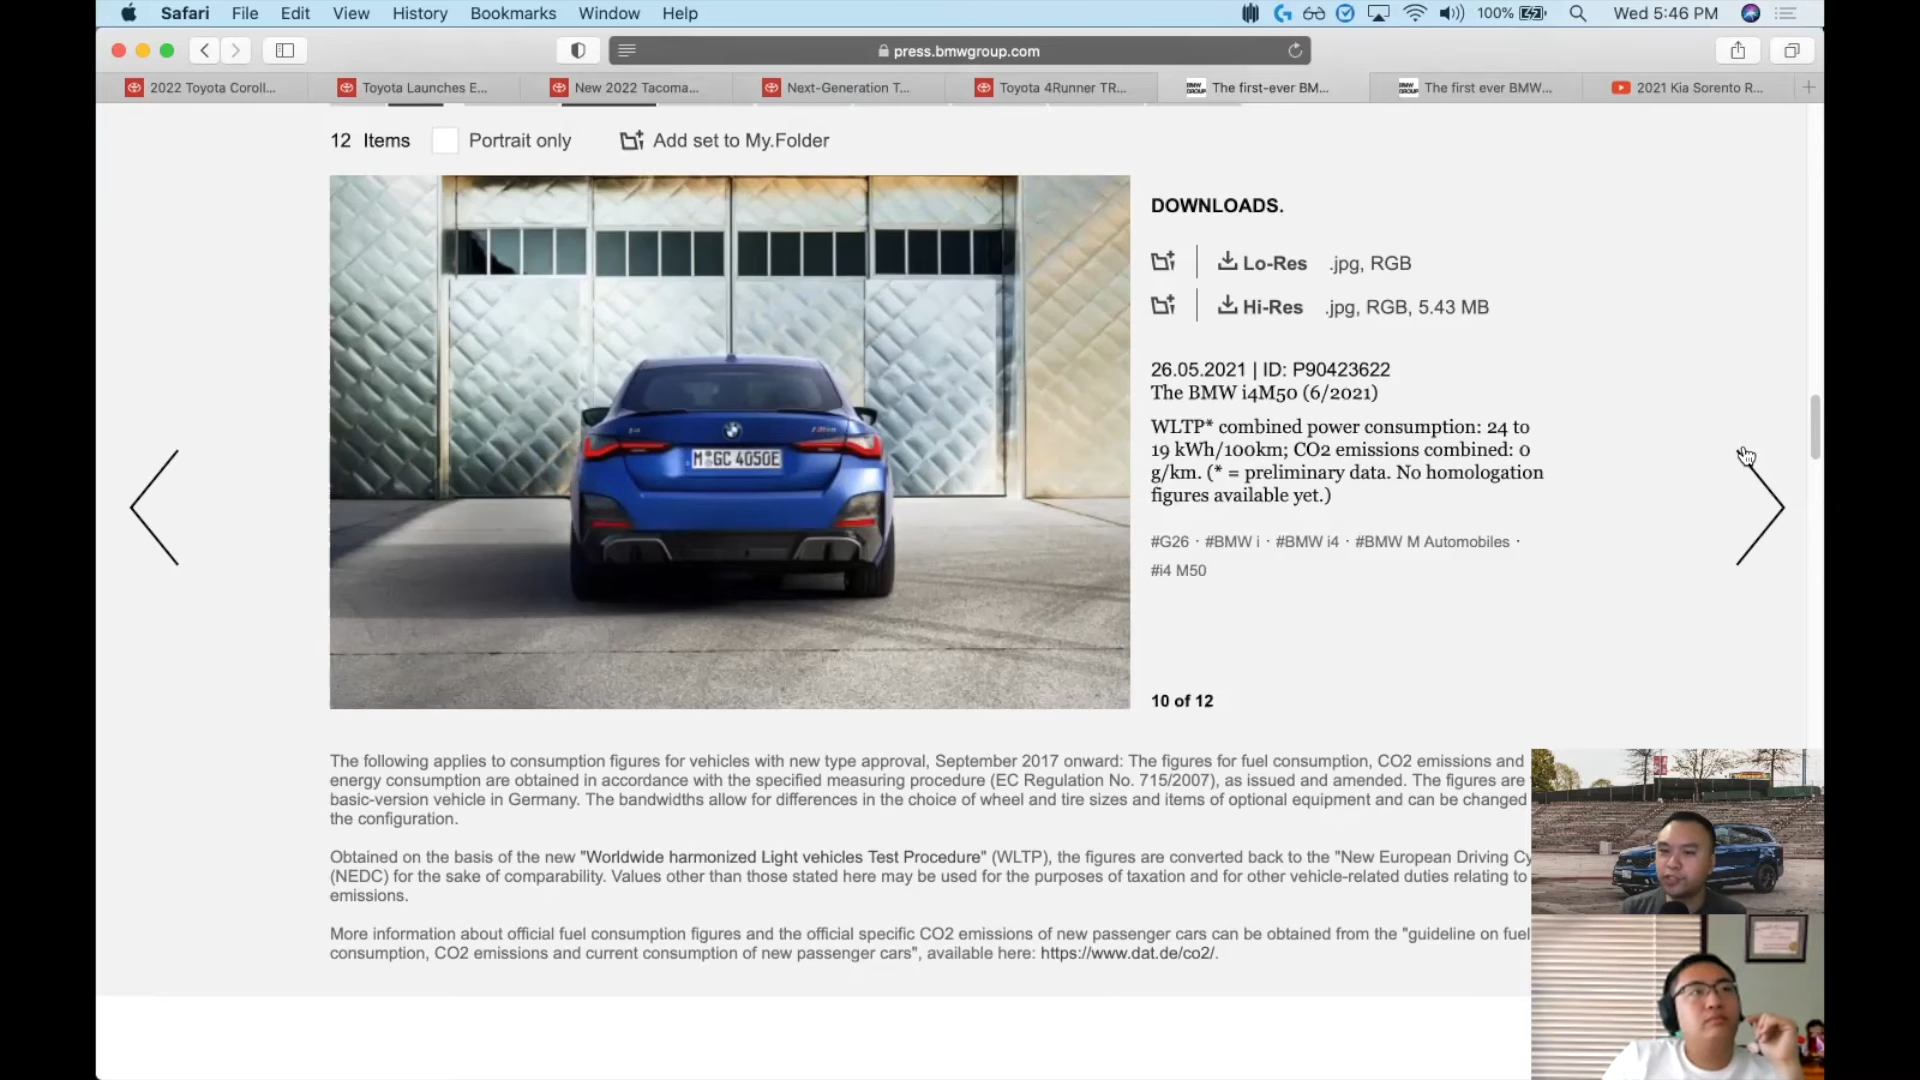 Safari File Edit View History Bookmarks Window Help 100% Wed 5:46 PM
press.bmwgroup.com
2022 Toyota Coroll... Toyota Launches E... New 2022 Tacoma... Next-Generation T... Toyota 4Runner TR... The first-ever BM... The first ever BMW... 2021 Kia Sorento R...
12 Items Portrait only Add set to My.Folder
DOWNLOADS.
Lo-Res .jpg, RGB
Hi-Res .jpg, RGB, 5.43 MB
26.05.2021 | ID: P90423622
The BMW i4M50 (6/2021)
WLTP* combined power consumption: 24 to
19 kWh/100km; CO2 emissions combined: 0
g/km. (* = preliminary data. No homologation
figures available yet.)
#G26 · #BMW i · #BMW i4 · #BMW M Automobiles ·
#i4 M50
M GC 4050E
10 of 12
The following applies to consumption figures for vehicles with new type approval, September 2017 onward: The figures for fuel consumption, CO2 emissions and
energy consumption are obtained in accordance with the specified measuring procedure (EC Regulation No. 715/2007), as issued and amended. The figures are
basic-version vehicle in Germany. The bandwidths allow for differences in the choice of wheel and tire sizes and items of optional equipment and can be changed
the configuration.
Obtained on the basis of the new "Worldwide harmonized Light vehicles Test Procedure" (WLTP), the figures are converted back to the "New European Driving Cy
(NEDC) for the sake of comparability. Values other than those stated here may be used for the purposes of taxation and for other vehicle-related duties relating to
emissions.
More information about official fuel consumption figures and the official specific CO2 emissions of new passenger cars can be obtained from the "guideline on fuel
consumption, CO2 emissions and current consumption of new passenger cars", available here: https://www.dat.de/co2/.